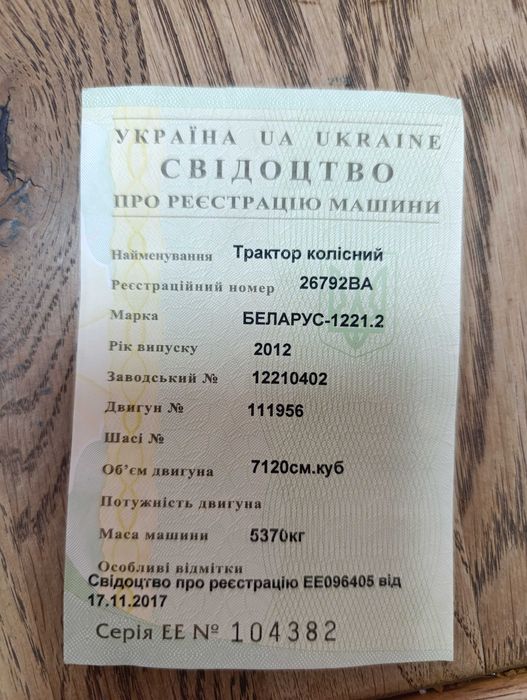 УКРАЇНА UA UKRAINE
СВІДОЦТВО
ПРО РЕЄСТРАЦІЮ МАШИНИ
Найменування Трактор колісний
Реєстраційний номер 26792ВА
Марка БЕЛАРУС-1221.2
Рік випуску 2012
Заводський № 12210402
Двигун № 111956
Шасі №
Об'єм двигуна 7120см.куб
Потужність двигуна
Маса машини 5370кг
Особливі відмітки
Свідоцтво про реєстрацію ЕЕ096405 від
17.11.2017
Серія ЕЕ № 104382